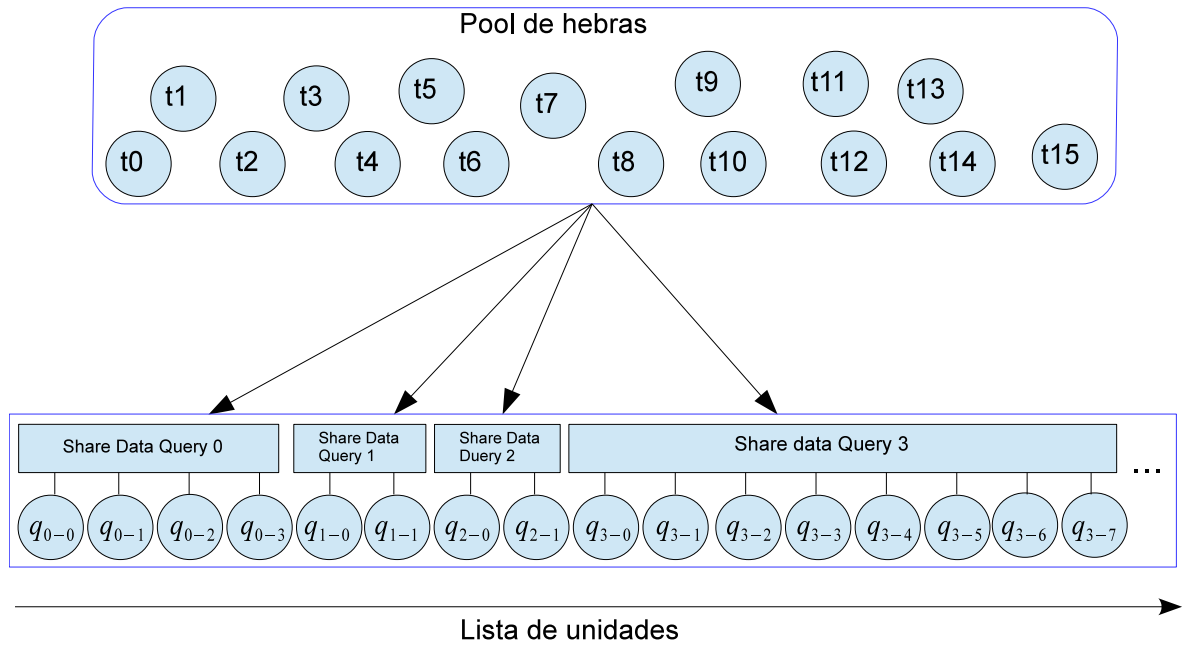 Pool de hebras
t1 t3 t5 t7 t9 t11 t13
t0 t2 t4 t6 t8 t10 t12 t14 t15
Share Data Query 0
Share Data
Query 1
Share Data
Duery 2
Share data Query 3
...
q0−0 q0−1 q0−2 q0−3 q1−0 q1−1 q2−0 q2−1 q3−0 q3−1 q3−2 q3−3 q3−4 q3−5 q3−6 q3−7
Lista de unidades